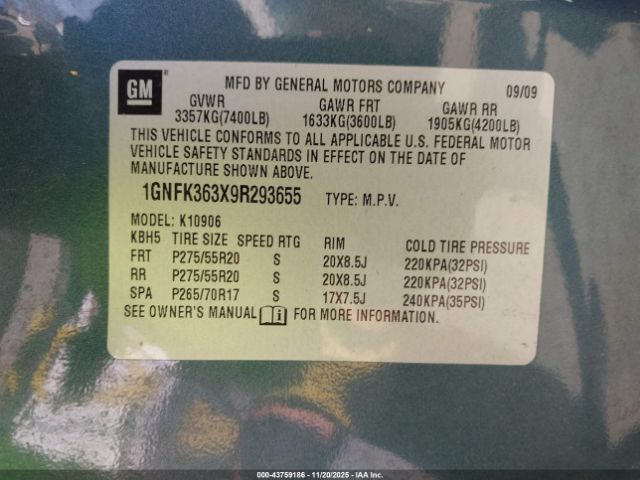 GM
MFD BY GENERAL MOTORS COMPANY 09/09
GVWR GAWR FRT GAWR RR
3357KG(7400LB) 1633KG(3600LB) 1905KG(4200LB)
THIS VEHICLE CONFORMS TO ALL APPLICABLE U.S. FEDERAL MOTOR
VEHICLE SAFETY STANDARDS IN EFFECT ON THE DATE OF
MANUFACTURE SHOWN ABOVE.
1GNFK363X9R293655 TYPE: M.P.V.
MODEL: K10906
KBH5 TIRE SIZE SPEED RTG RIM COLD TIRE PRESSURE
FRT P275/55R20 S 20X8.5J 220KPA(32PSI)
RR P275/55R20 S 20X8.5J 220KPA(32PSI)
SPA P265/70R17 S 17X7.5J 240KPA(35PSI)
SEE OWNER'S MANUAL i FOR MORE INFORMATION.
000-43759186 - 11/20/2025 - IAAI.COM